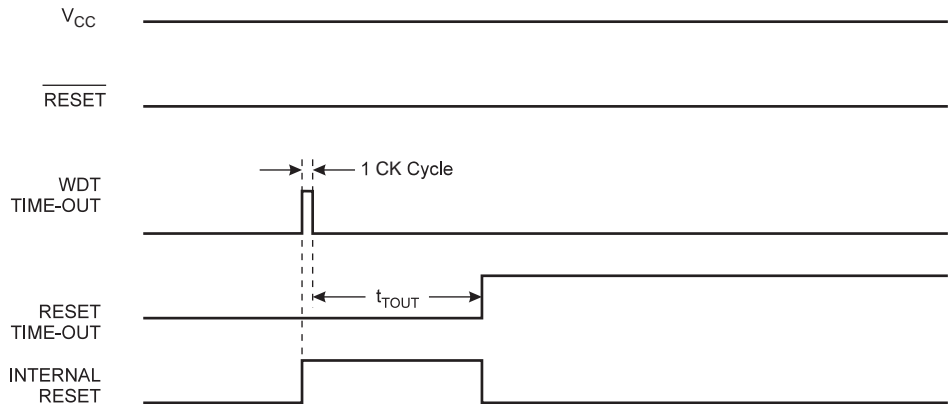 VCC
RESET
1 CK Cycle
WDT
TIME-OUT
tTOUT
RESET
TIME-OUT
INTERNAL
RESET